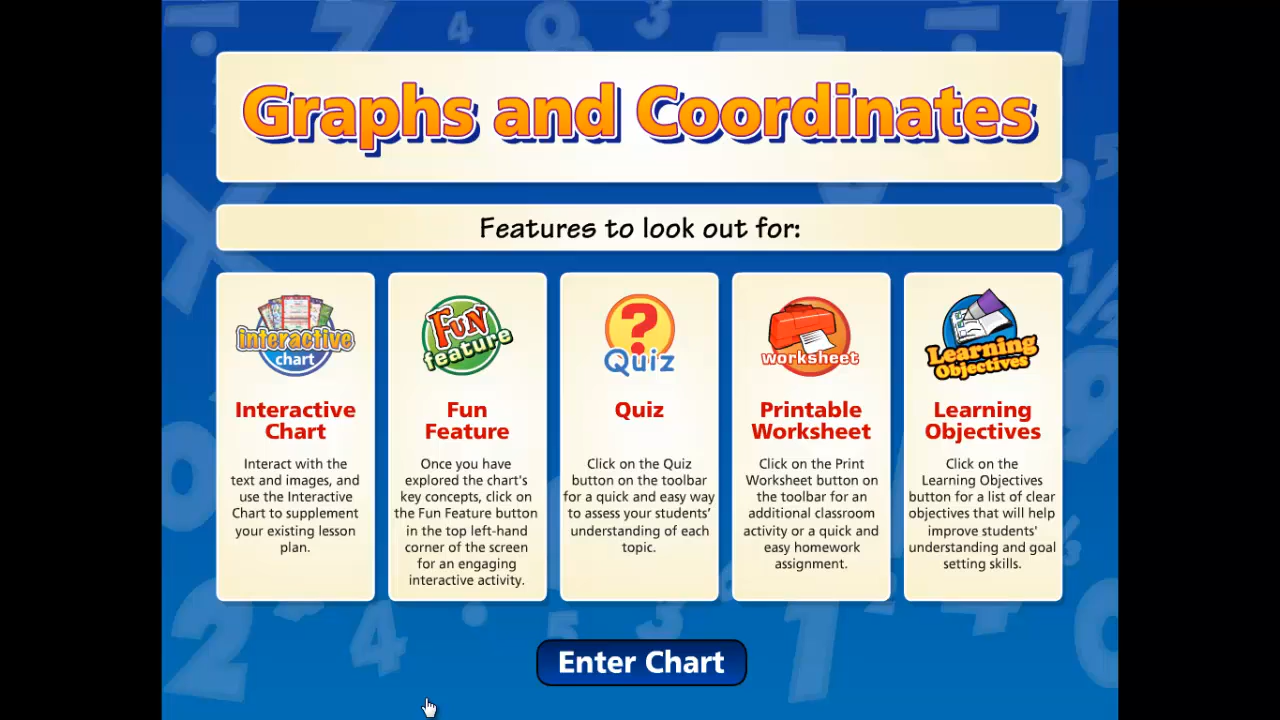 Graphs and Coordinates
Features to look out for:
interactive
chart
Interactive
Chart
Interact with the
text and images, and
use the Interactive
Chart to supplement
your existing lesson
plan.
Fun
feature
Fun
Feature
Once you have
explored the chart's
key concepts, click on
the Fun Feature button
in the top left-hand
corner of the screen
for an engaging
interactive activity.
?
Quiz
Quiz
Click on the Quiz
button on the toolbar
for a quick and easy way
to assess your students'
understanding of each
topic.
worksheet
Printable
Worksheet
Click on the Print
Worksheet button on
the toolbar for an
additional classroom
activity or a quick and
easy homework
assignment.
Learning
Objectives
Learning
Objectives
Click on the
Learning Objectives
button for a list of clear
objectives that will help
improve students'
understanding and goal
setting skills.
Enter Chart